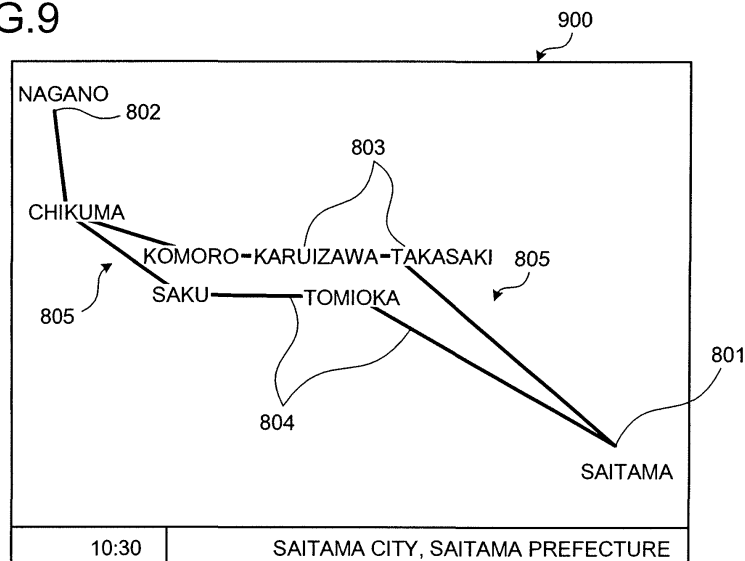 G.9
900
NAGANO
802
803
CHIKUMA
KOMORO KARUIZAWA TAKASAKI
805
SAKU
TOMIOKA
805
801
804
SAITAMA
10:30
SAITAMA CITY, SAITAMA PREFECTURE